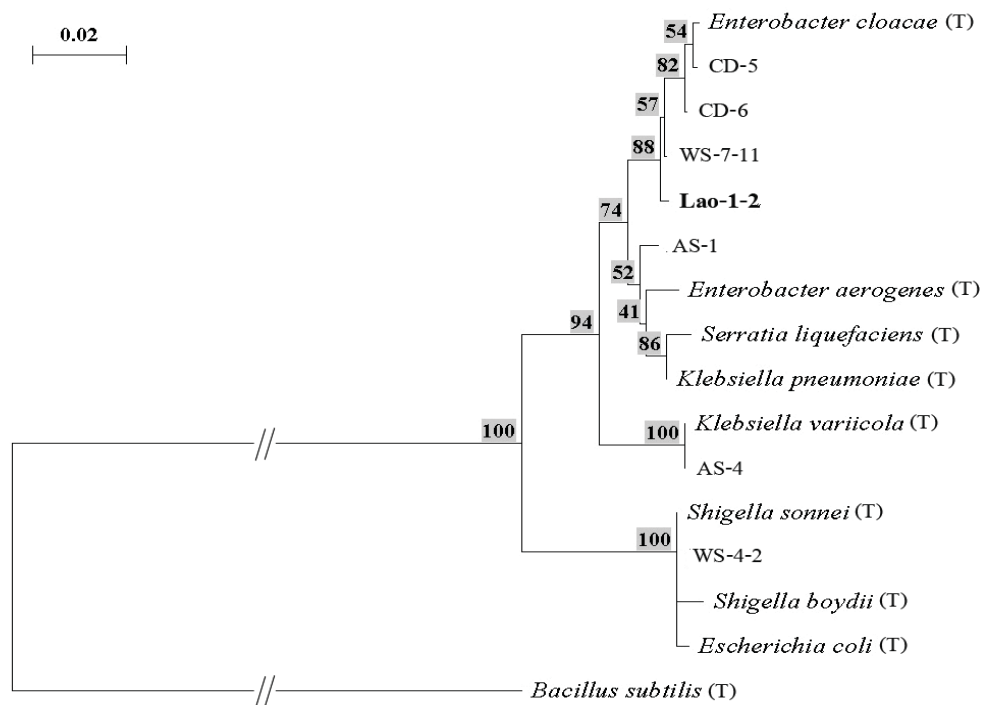 0.02
54
Enterobacter cloacae (T)
82
CD-5
57
CD-6
88
WS-7-11
74
Lao-1-2
AS-1
52
Enterobacter aerogenes (T)
41
94
Serratia liquefaciens (T)
86
Klebsiella pneumoniae (T)
100
Klebsiella variicola (T)
100
AS-4
Shigella sonnei (T)
100
WS-4-2
Shigella boydii (T)
Escherichia coli (T)
Bacillus subtilis (T)